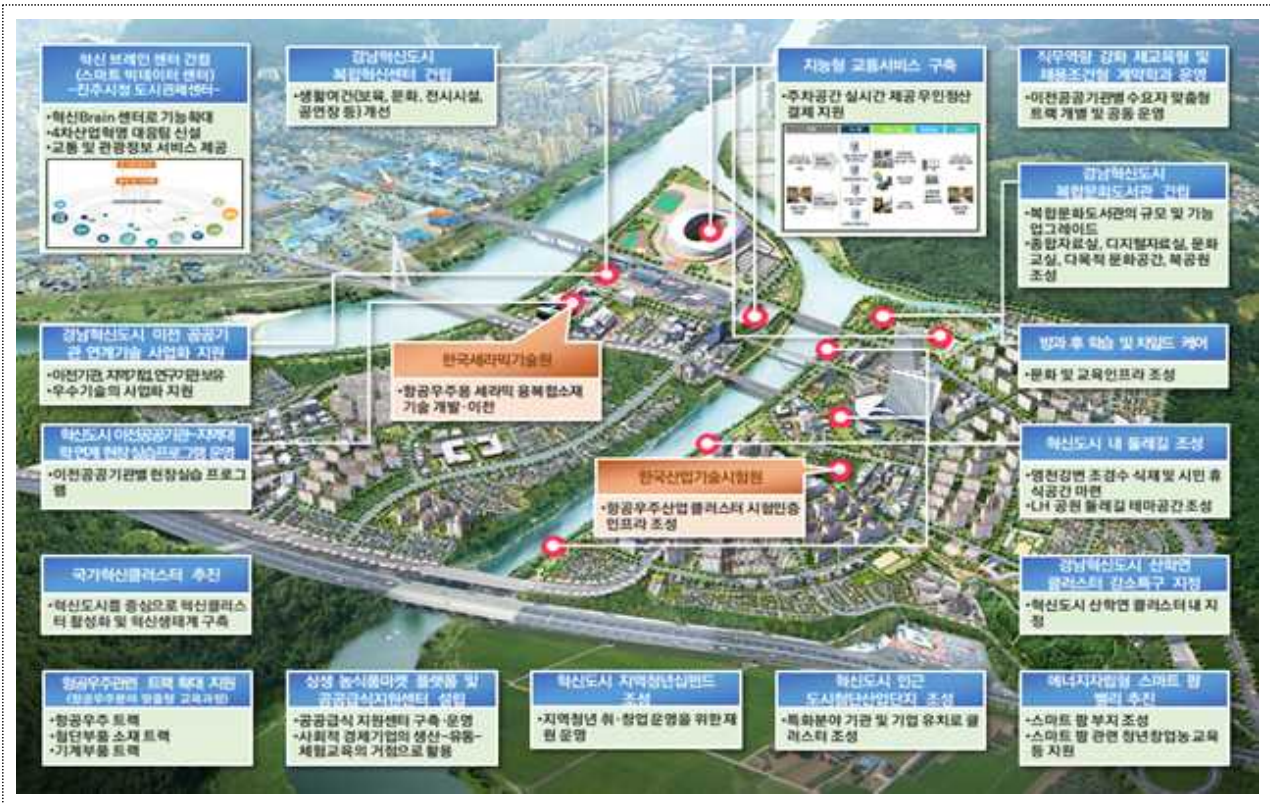 혁신 브레인 센터 건립
(스마트 빅데이터 센터)
-진주시청 도시관제센터-
•혁신Brain센터로 기능확대
•4차산업혁명 대응팀 신설
•교통 및 관광정보 서비스 제공
경남혁신도시
복합혁신센터 건립
•생활여건(보육, 문화, 전시시설,
공연장 등) 개선
지능형 교통서비스 구축
•주차공간 실시간 제공 무인정산
결제 지원
직무역량 강화 재교육형 및
채용조건형 계약학과 운영
•이전공공기관별 수요자 맞춤형
트랙 개별 및 공동 운영
경남혁신도시
복합문화도서관 건립
•복합문화도서관의 규모 및 기능
업그레이드
•종합자료실, 디지털자료실, 문화
교실, 다목적 문화공간, 북공원
조성
경남혁신도시 이전 공공기
관 연계기술 사업화 지원
•이전기관, 지역기업, 연구기관 보유
•우수기술의 사업화 지원
한국세라믹기술원
•항공우주용 세라믹 융복합소재
기술 개발·이전
방과 후 학습 및 차일드 케어
•문화 및 교육인프라 조성
혁신도시 이전공공기관-지역대
학 연계 현장 실습프로그램 운영
•이전공공기관별 현장실습 프로그
램
한국산업기술시험원
•항공우주산업 클러스터 시험인증
인프라 조성
혁신도시 내 둘레길 조성
•영천강변 조경수 식재 및 시민 휴
식공간 마련
•LH 공원 둘레길 테마공간 조성
국가혁신클러스터 추진
•혁신도시를 중심으로 혁신클러스
터 활성화 및 혁신생태계 구축
경남혁신도시 산학연
클러스터 강소특구 지정
•혁신도시 산학연 클러스터 내 지
정
항공우주관련 트랙 확대 지원
(항공우주분야 맞춤형 교육과정)
•항공우주 트랙
•첨단부품 소재 트랙
•기계부품 트랙
상생 농식품마켓 플랫폼 및
공공급식지원센터 설립
•공공급식 지원센터 구축·운영
•사회적 경제기업의 생산-유통-
체험교육의 거점으로 활용
혁신도시 지역청년십펀드
조성
•지역청년 취·창업 운영을 위한 재
원 운영
혁신도시 인근
도시첨단산업단지 조성
•특화분야 기관 및 기업 유치로 클
러스터 조성
에너지자립형 스마트 팜
밸리 추진
•스마트 팜 부지 조성
•스마트 팜 관련 청년창업농 교육
등 지원